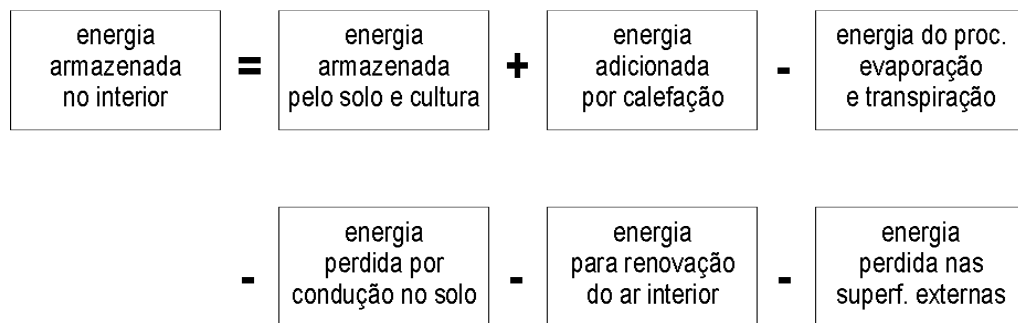 energia
armazenada
no interior
=
energia
armazenada
pelo solo e cultura
+
energia
adicionada
por calefação
-
energia do proc.
evaporação
e transpiração
-
energia
perdida por
condução no solo
-
energia
para renovação
do ar interior
-
energia
perdida nas
superf. externas